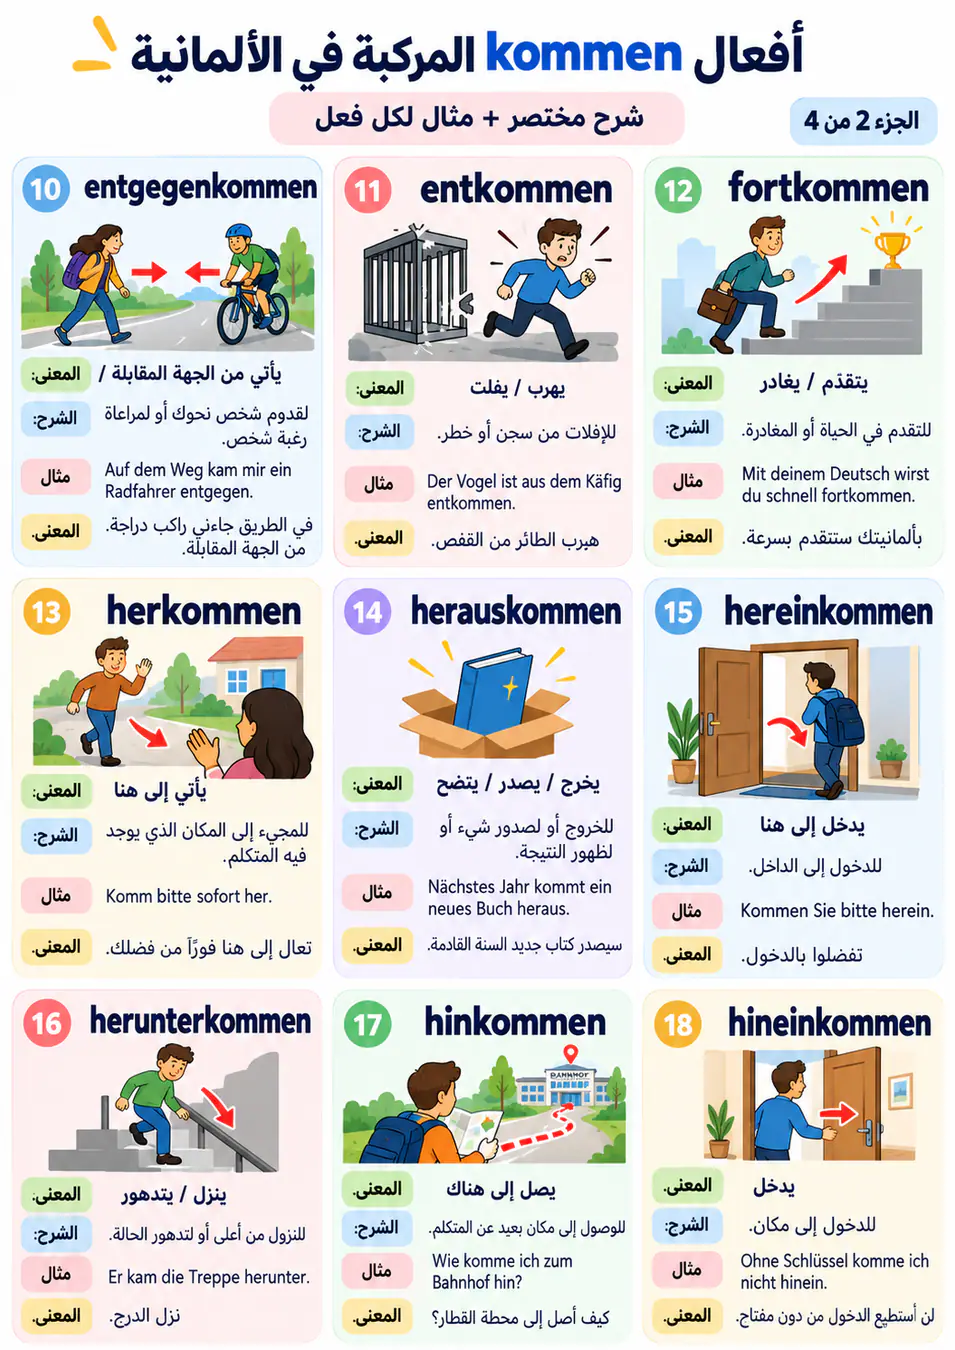 أفعال kommen المركبة في الألمانية
شرح مختصر + مثال لكل فعل
الجزء 2 من 4
10 entgegenkommen
المعنى: يأتي من الجهة المقابلة /
الشرح: لقدوم شخص نحوك أو لمراعاة
رغبة شخص.
مثال Auf dem Weg kam mir ein
Radfahrer entgegen.
المعنى. في الطريق جاءني راكب دراجة.
من الجهة المقابلة.
11 entkommen
المعنى: يهرب / يفلت
الشرح: للإفلات من سجن أو خطر.
مثال Der Vogel ist aus dem Käfig
entkommen.
المعنى. هيرب الطائر من القفص.
12 fortkommen
المعنى: يتقدّم / يغادر
الشرح: للتقدم في الحياة أو المغادرة.
مثال Mit deinem Deutsch wirst
du schnell fortkommen.
المعنى. بألمانيتك ستتقدم بسرعة.
13 herkommen
المعنى: يأتي إلى هنا
الشرح: للمجيء إلى المكان الذي يوجد
فيه المتكلم.
مثال Komm bitte sofort her.
المعنى. تعال إلى هنا فورًا من فضلك.
14 herauskommen
المعنى: يخرج / يصدر / يتضح
الشرح: للخروج أو لصدور شيء أو
لظهور النتيجة.
مثال Nächstes Jahr kommt ein
neues Buch heraus.
المعنى. سيصدر كتاب جديد السنة القادمة.
15 hereinkommen
المعنى: يدخل إلى هنا
الشرح: للدخول إلى الداخل.
مثال Kommen Sie bitte herein.
المعنى. تفضلوا بالدخول.
16 herunterkommen
المعنى: ينزل / يتدهور
الشرح: للنزول من أعلى أو لتدهور الحالة.
مثال Er kam die Treppe herunter.
المعنى. نزل الدرج.
17 hinkommen
BAHNHOF
المعنى. يصل إلى هناك
الشرح: للوصول إلى مكان بعيد عن المتكلم.
مثال Wie komme ich zum
Bahnhof hin?
المعنى. كيف أصل إلى محطة القطار؟
18 hineinkommen
المعنى. يدخل
الشرح: للدخول إلى مكان.
مثال Ohne Schlüssel komme ich
nicht hinein.
المعنى. لن أستطيع الدخول من دون مفتاح.